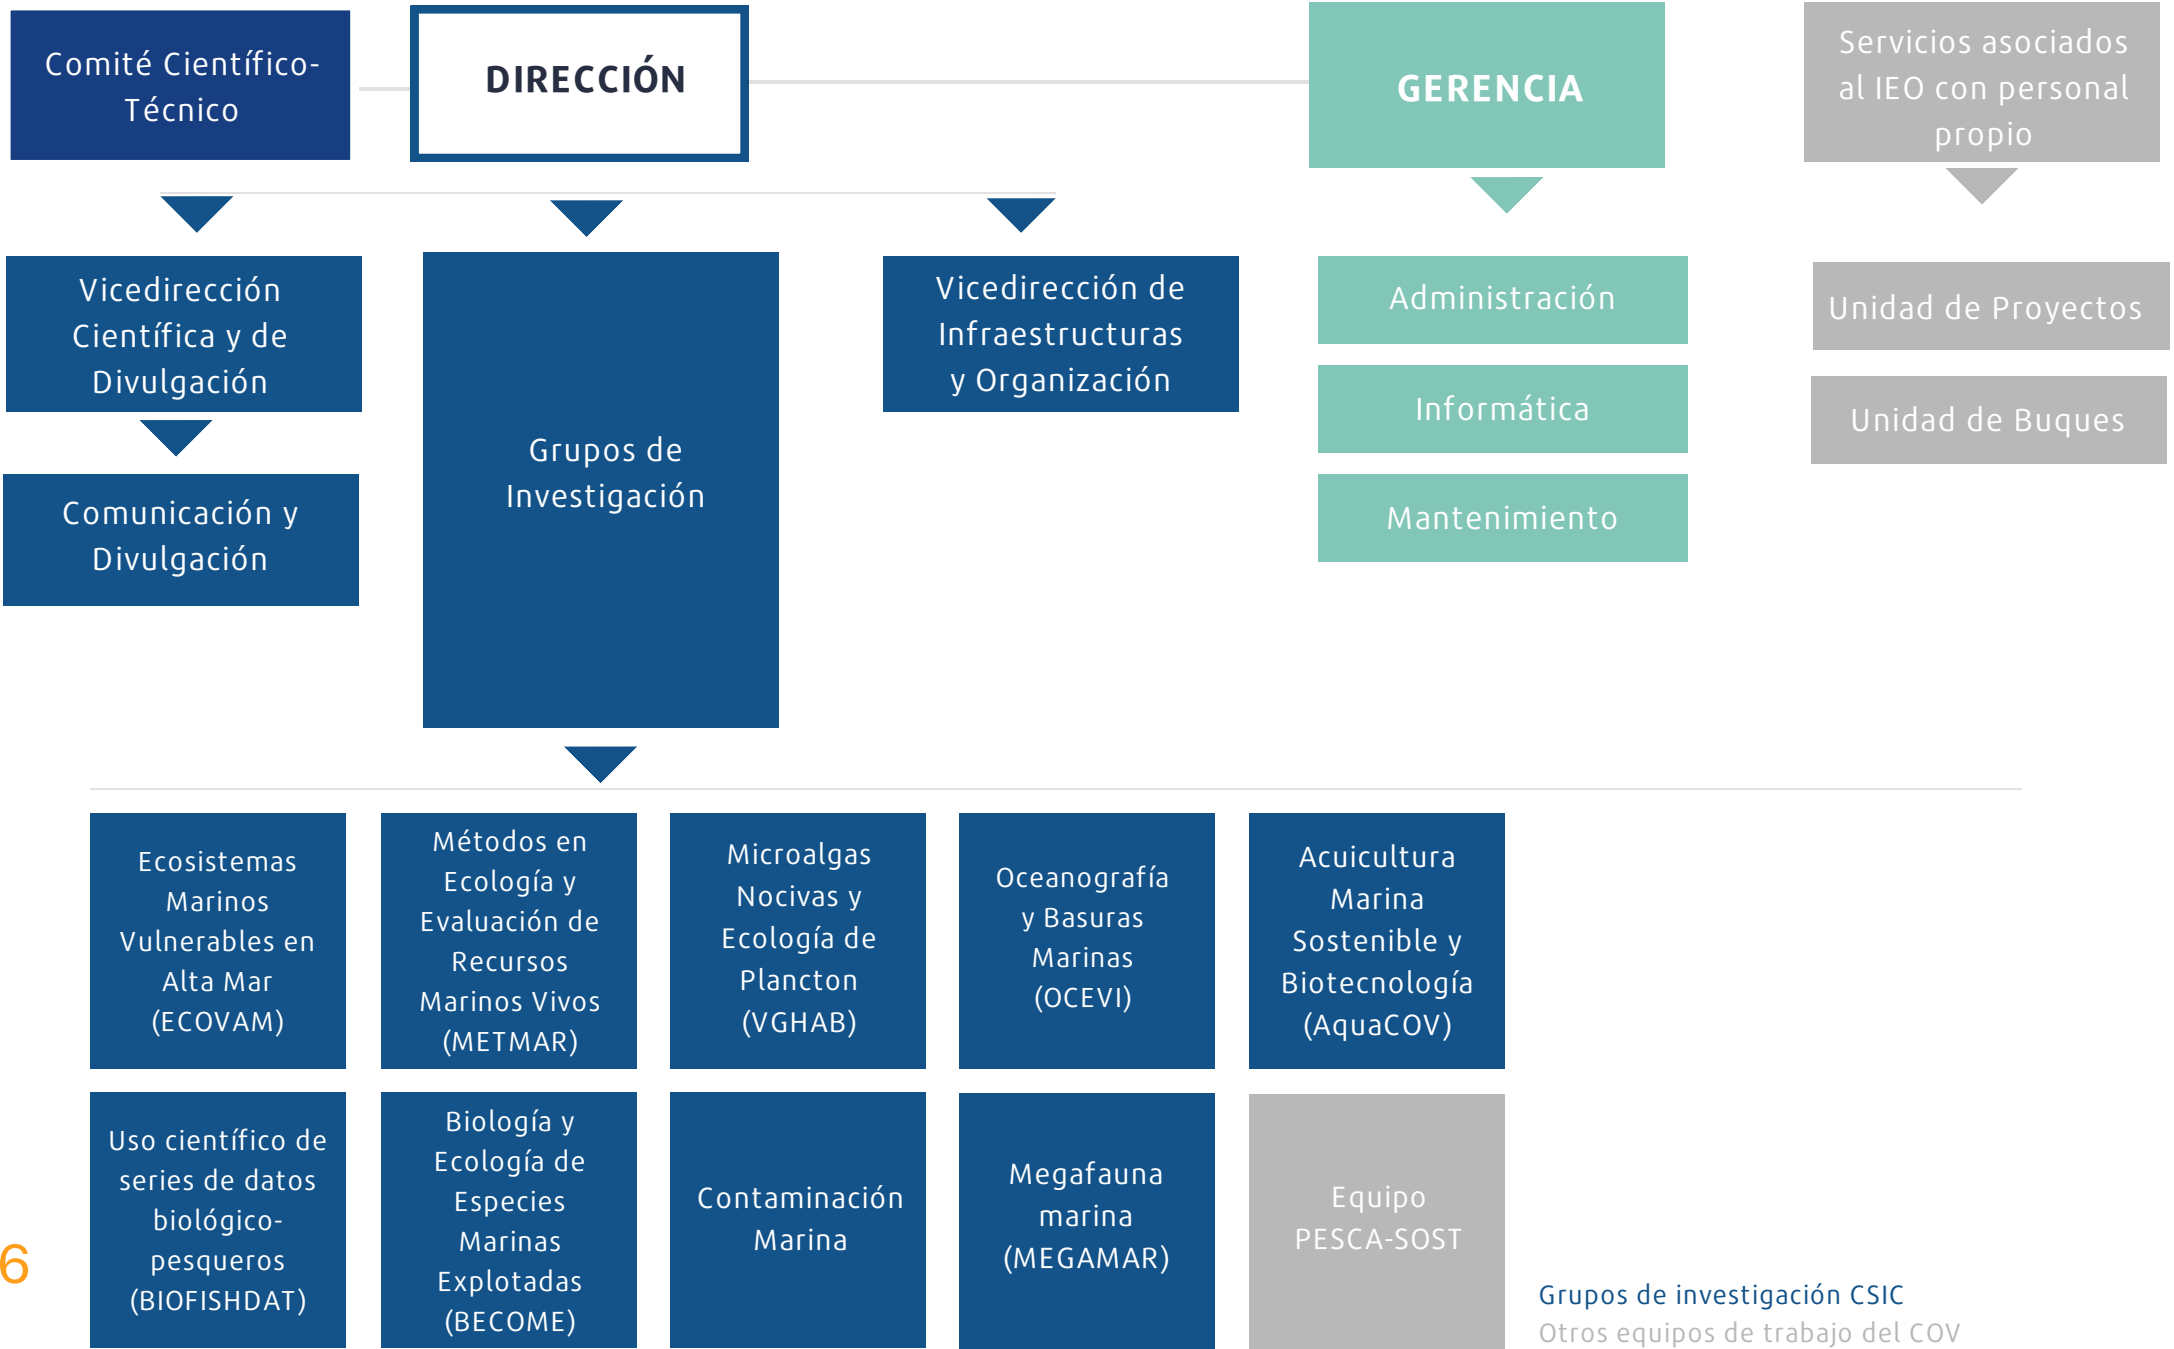 Comité Científico-
Técnico
DIRECCIÓN
GERENCIA
Servicios asociados
al IEO con personal
propio
Vicedirección
Científica y de
Divulgación
Comunicación y
Divulgación
Grupos de
Investigación
Vicedirección de
Infraestructuras
y Organización
Administración
Informática
Mantenimiento
Unidad de Proyectos
Unidad de Buques
Ecosistemas
Marinos
Vulnerables en
Alta Mar
(ECOVAM)
Métodos en
Ecología y
Evaluación de
Recursos
Marinos Vivos
(METMAR)
Microalgas
Nocivas y
Ecología de
Plancton
(VGHAB)
Oceanografía
y Basuras
Marinas
(OCEVI)
Acuicultura
Marina
Sostenible y
Biotecnología
(AquaCOV)
Uso científico de
series de datos
biológico-
pesqueros
(BIOFISHDAT)
Biología y
Ecología de
Especies
Marinas
Explotadas
(BECOME)
Contaminación
Marina
Megafauna
marina
(MEGAMAR)
Equipo
PESCA-SOST
6
Grupos de investigación CSIC
Otros equipos de trabajo del COV